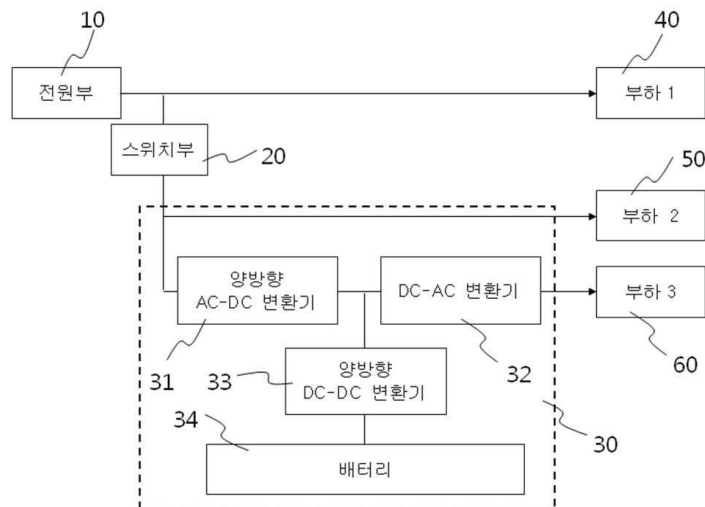 10
40
전원부
부하 1
스위치부
20
50
부하 2
양방향
AC-DC 변환기
DC-AC 변환기
부하 3
31
33
양방향
DC-DC 변환기
32
60
34
30
배터리